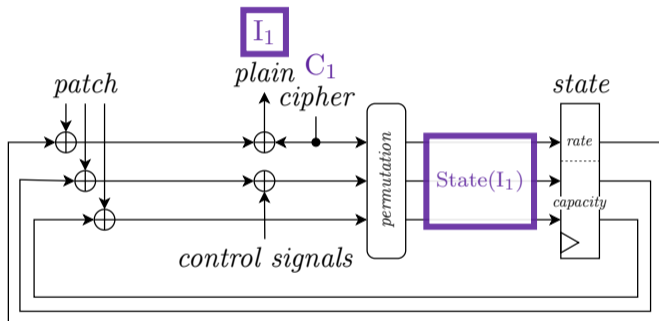 I₁
plain C₁
patch
cipher
state
rate
permutation
State(I₁)
capacity
control signals